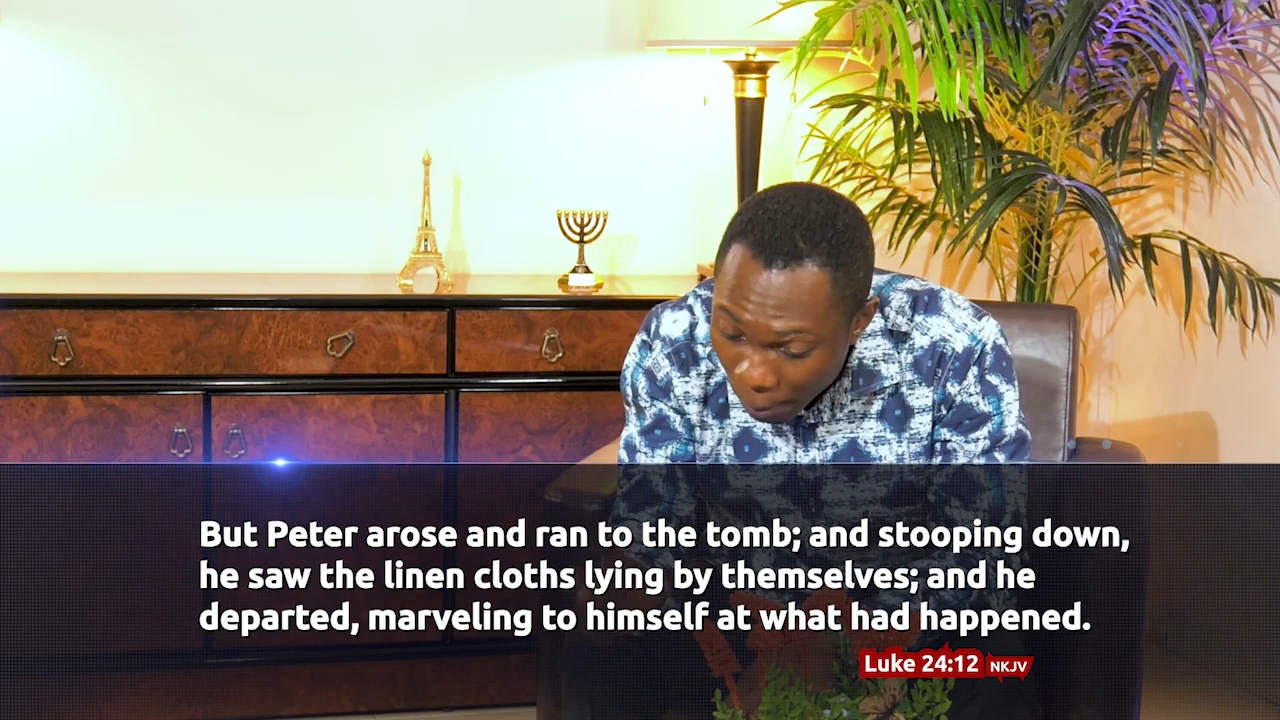 But Peter arose and ran to the tomb; and stooping down,
he saw the linen cloths lying by themselves; and he
departed, marveling to himself at what had happened.
Luke 24:12 NKJV